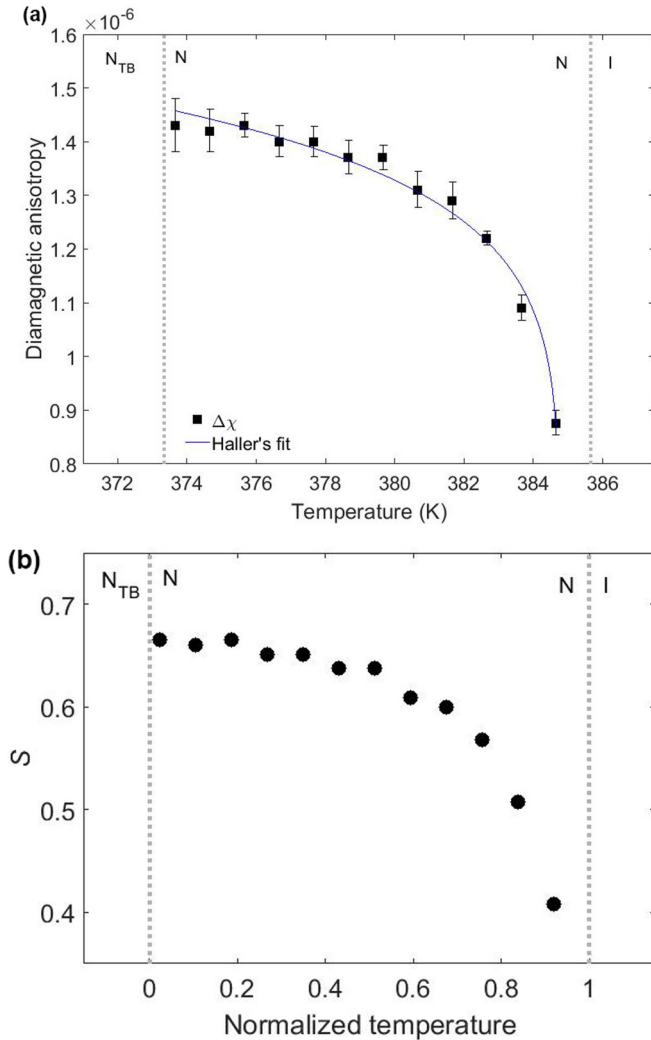 (a)
×10⁻⁶
1.6
1.5
1.4
1.3
1.2
1.1
1
0.9
0.8
Diamagnetic anisotropy
N_TB N N I
Δχ
Haller's fit
372 374 376 378 380 382 384 386
Temperature (K)
(b)
N_TB N N I
0.7
0.6
0.5
0.4
S
0 0.2 0.4 0.6 0.8 1
Normalized temperature